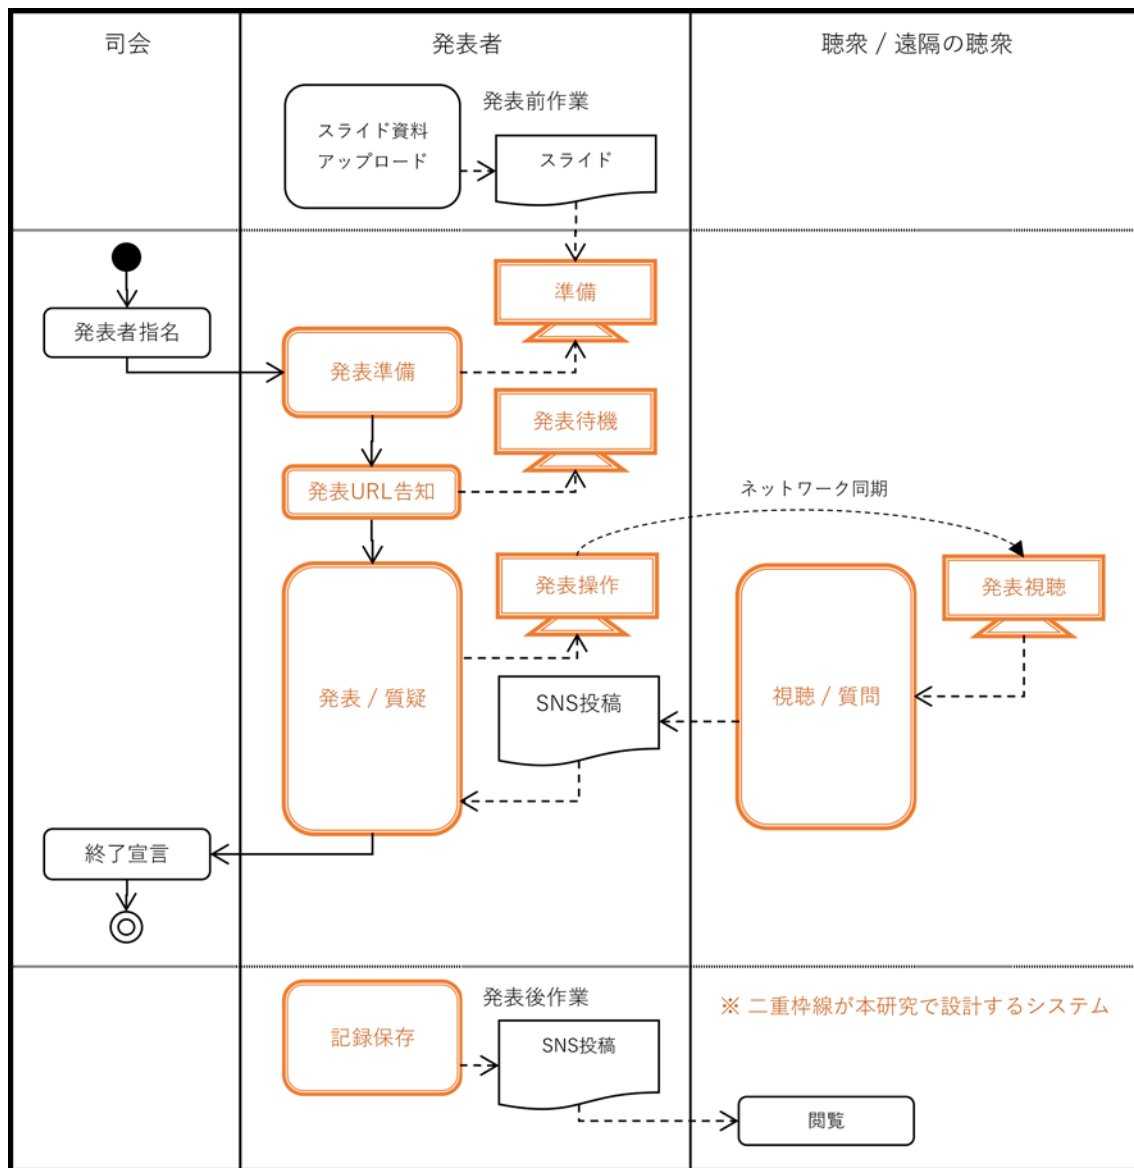 司会
発表者
聴衆 / 遠隔の聴衆
発表前作業
スライド資料
アップロード
スライド
準備
発表者指名
発表準備
発表待機
発表URL告知
ネットワーク同期
発表操作
発表視聴
発表 / 質疑
SNS投稿
視聴 / 質問
終了宣言
発表後作業
※ 二重枠線が本研究で設計するシステム
記録保存
SNS投稿
閲覧